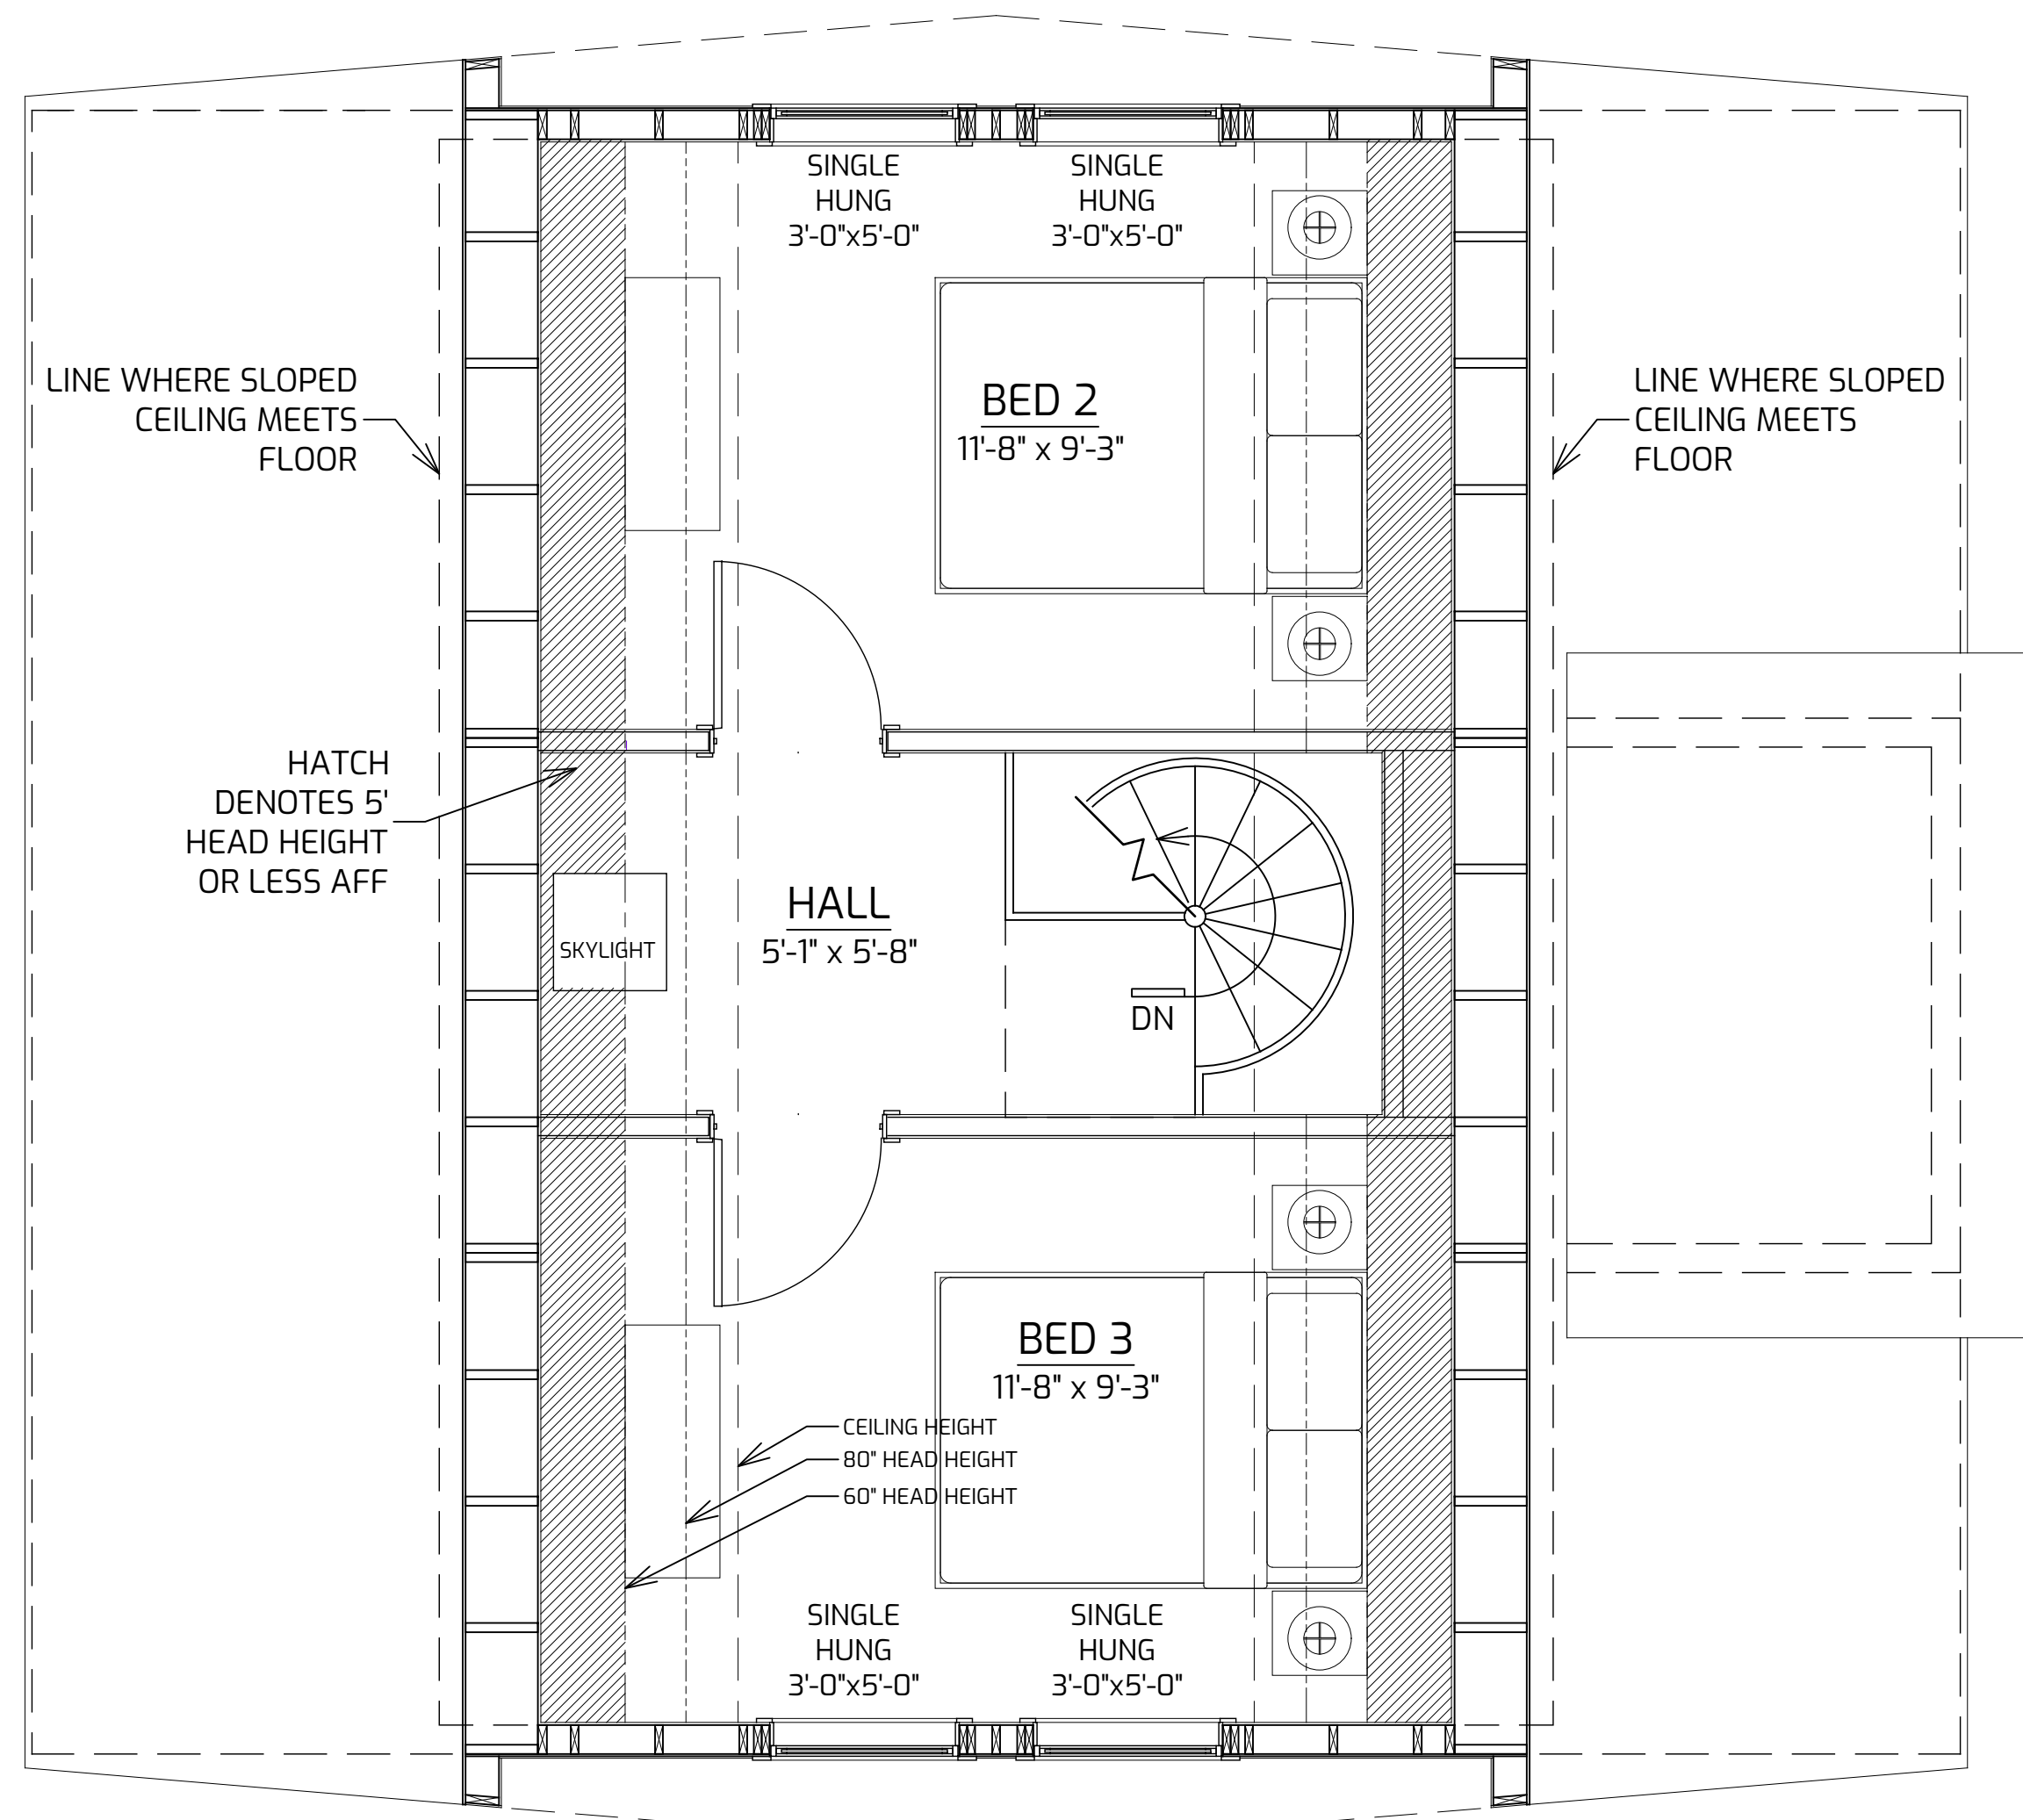 SINGLE
HUNG
3'-0"x5'-0"
SINGLE
HUNG
3'-0"x5'-0"
LINE WHERE SLOPED
CEILING MEETS
FLOOR
BED 2
11'-8" x 9'-3"
LINE WHERE SLOPED
CEILING MEETS
FLOOR
HATCH
DENOTES 5'
HEAD HEIGHT
OR LESS AFF
SKYLIGHT
HALL
5'-1" x 5'-8"
DN
BED 3
11'-8" x 9'-3"
CEILING HEIGHT
80" HEAD HEIGHT
60" HEAD HEIGHT
SINGLE
HUNG
3'-0"x5'-0"
SINGLE
HUNG
3'-0"x5'-0"